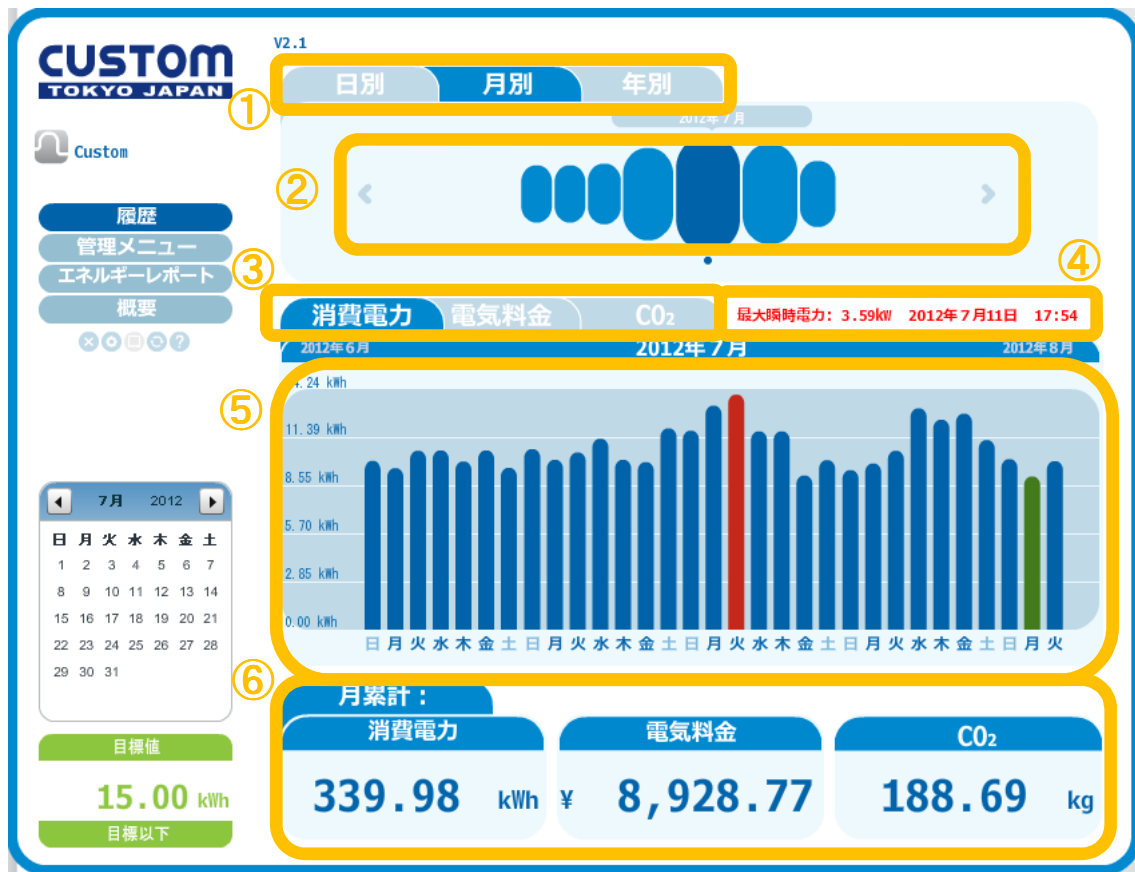 CUSTOM
TOKYO JAPAN
V2.1
① 日別 月別 年別
2012年7月
Custom
②
履歴
管理メニュー
エネルギーレポート
概要
③ 消費電力 電気料金 CO₂
④ 最大瞬時電力: 3.59kW 2012年7月11日 17:54
2012年6月 2012年7月 2012年8月
⑤
4.24 kWh
11.39 kWh
8.55 kWh
5.70 kWh
2.85 kWh
0.00 kWh
日 月 火 水 木 金 土 日 月 火 水 木 金 土 日 月 火 水 木 金 土 日 月 火 水 木 金 土 日 月 火
7月 2012
日 月 火 水 木 金 土
1 2 3 4 5 6 7
8 9 10 11 12 13 14
15 16 17 18 19 20 21
22 23 24 25 26 27 28
29 30 31
目標値
15.00 kWh
目標以下
⑥ 月累計:
消費電力 電気料金 CO₂
339.98 kWh ¥ 8,928.77 188.69 kg